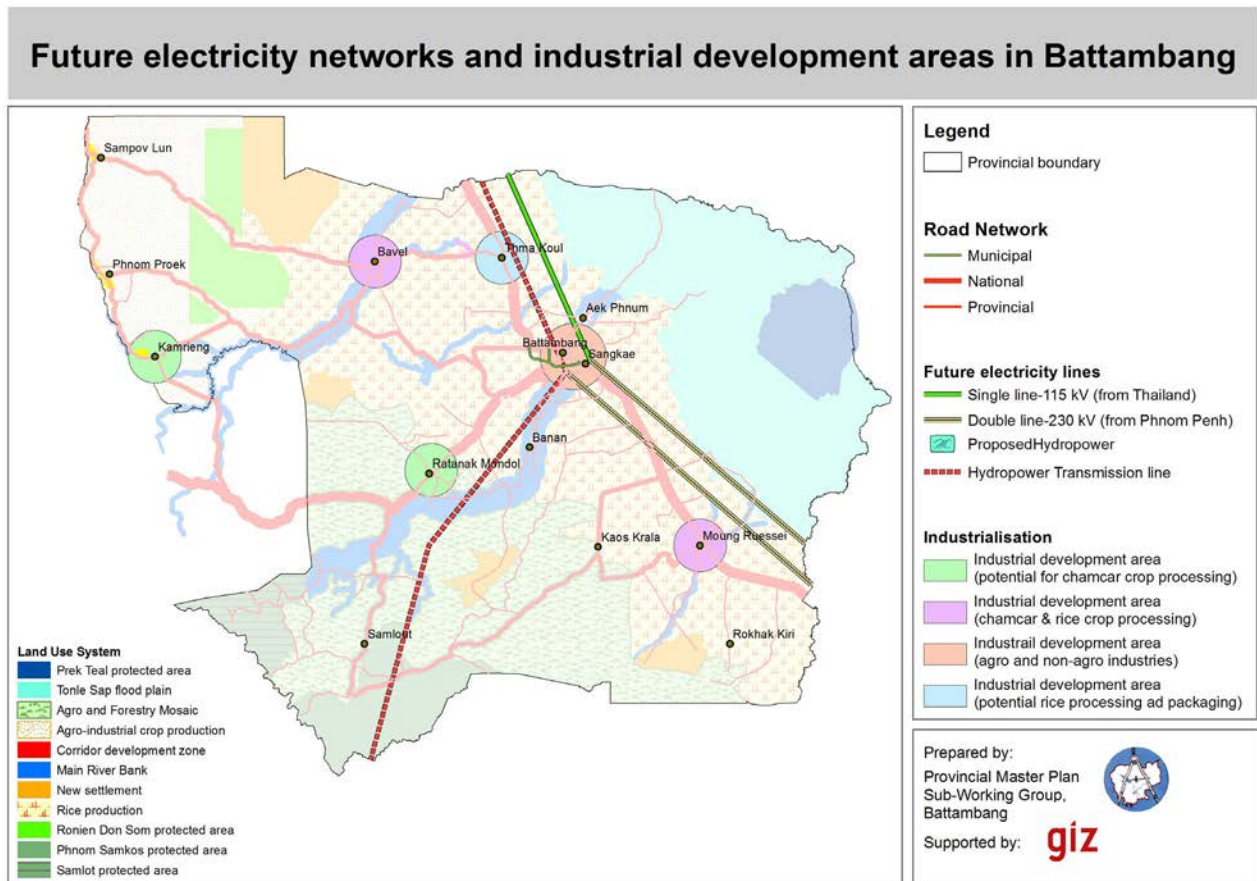 Future electricity networks and industrial development areas in Battambang
Sampov Lun
Phnom Proek
Kamrieng
Bavel
Thma Koul
Aek Phnum
Battambang
Sangkae
Banan
Ratanak Mondol
Kaos Krala
Moung Ruessei
Samlout
Rokhak Kiri
Land Use System
Prek Teal protected area
Tonle Sap flood plain
Agro and Forestry Mosaic
Agro-industrial crop production
Corridor development zone
Main River Bank
New settlement
Rice production
Ronien Don Som protected area
Phnom Samkos protected area
Samlot protected area
Legend
Provincial boundary
Road Network
Municipal
National
Provincial
Future electricity lines
Single line-115 kV (from Thailand)
Double line-230 kV (from Phnom Penh)
ProposedHydropower
Hydropower Transmission line
Industrialisation
Industrial development area
(potential for chamcar crop processing)
Industrial development area
(chamcar & rice crop processing)
Industrail development area
(agro and non-agro industries)
Industrial development area
(potential rice processing ad packaging)
Prepared by:
Provincial Master Plan
Sub-Working Group,
Battambang
Supported by:
giz